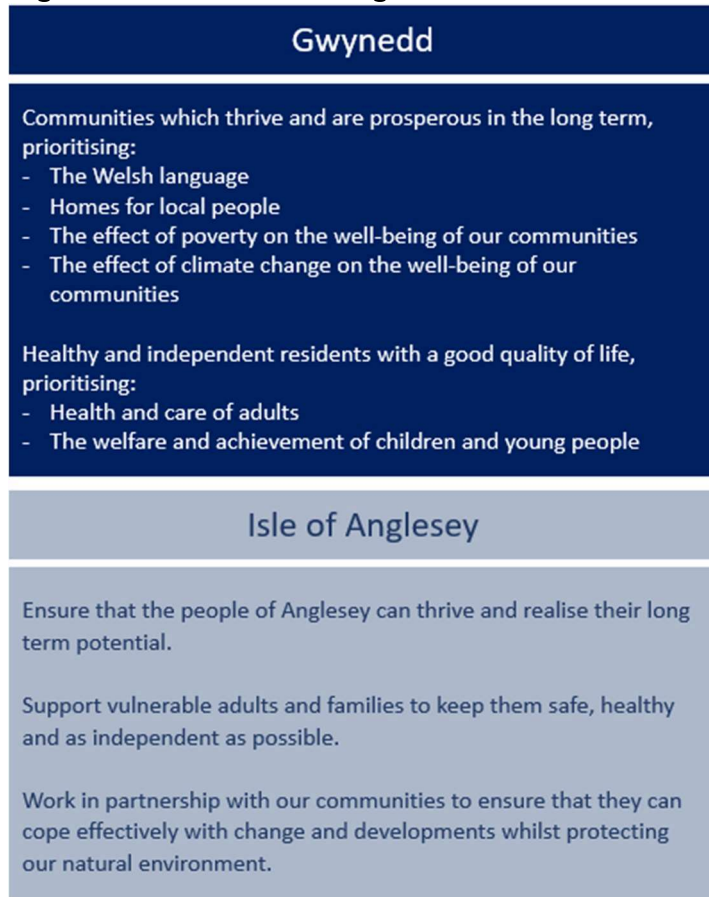 Gwynedd
Communities which thrive and are prosperous in the long term,
prioritising:
- The Welsh language
- Homes for local people
- The effect of poverty on the well-being of our communities
- The effect of climate change on the well-being of our
communities
Healthy and independent residents with a good quality of life,
prioritising:
- Health and care of adults
- The welfare and achievement of children and young people
Isle of Anglesey
Ensure that the people of Anglesey can thrive and realise their long
term potential.
Support vulnerable adults and families to keep them safe, healthy
and as independent as possible.
Work in partnership with our communities to ensure that they can
cope effectively with change and developments whilst protecting
our natural environment.